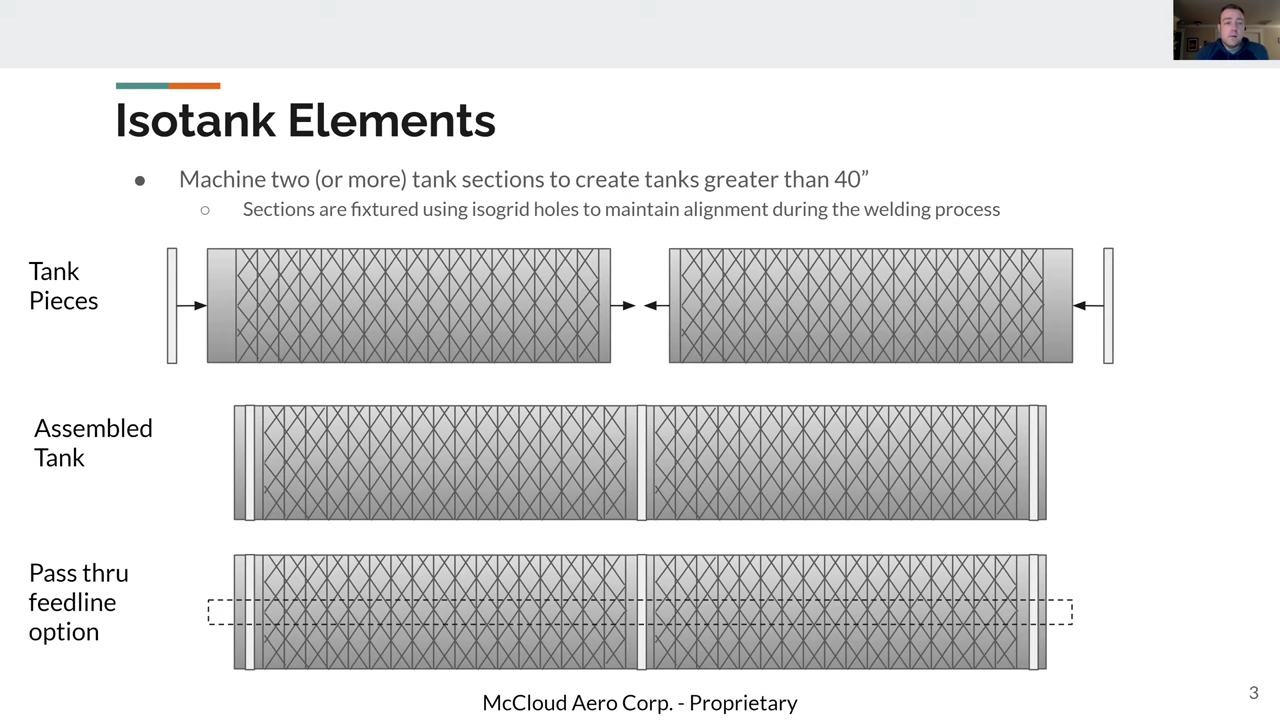 Isotank Elements
● Machine two (or more) tank sections to create tanks greater than 40”
○ Sections are fixtured using isogrid holes to maintain alignment during the welding process
Tank
Pieces
Assembled
Tank
Pass thru
feedline
option
McCloud Aero Corp. - Proprietary
3